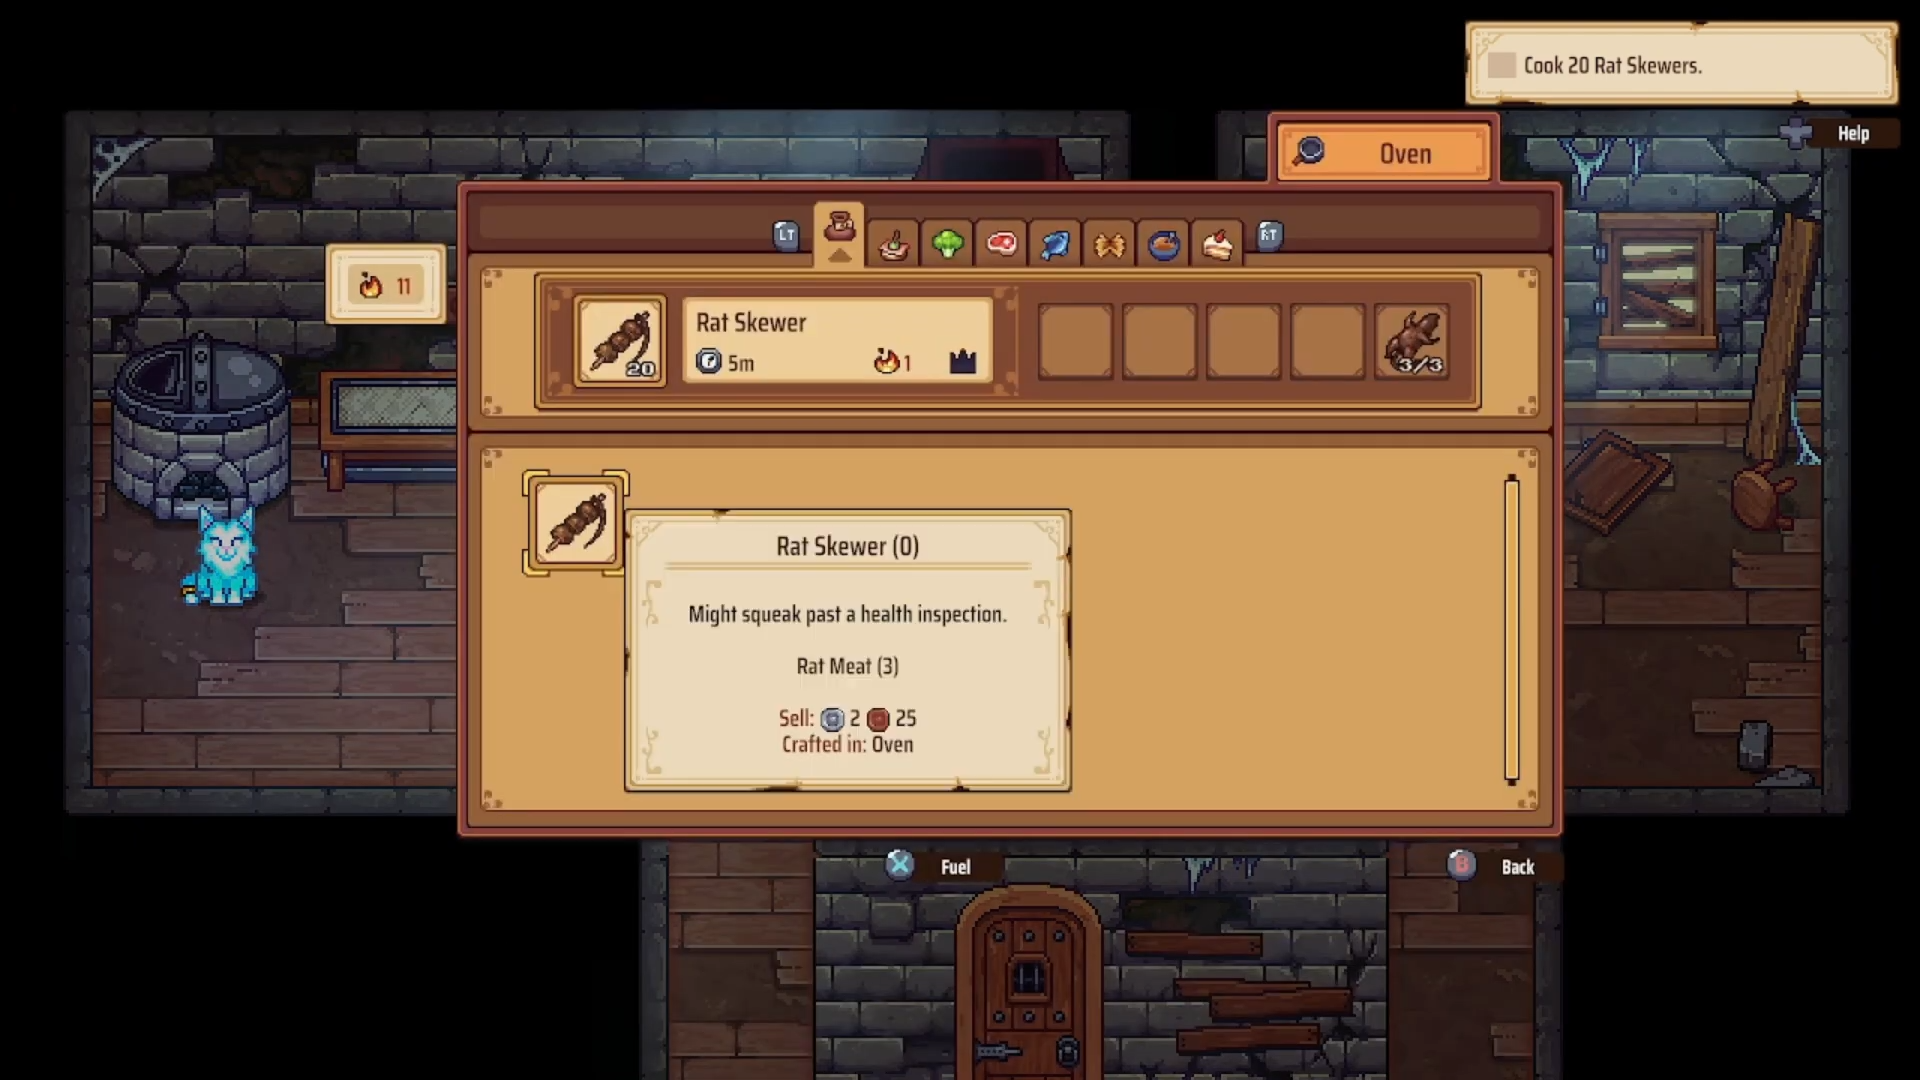 Cook 20 Rat Skewers.
Help
Oven
LT
RT
11
20
Rat Skewer
5m
1
3/3
Rat Skewer (0)
Might squeak past a health inspection.
Rat Meat (3)
Sell: 2 25
Crafted in: Oven
X Fuel
B Back